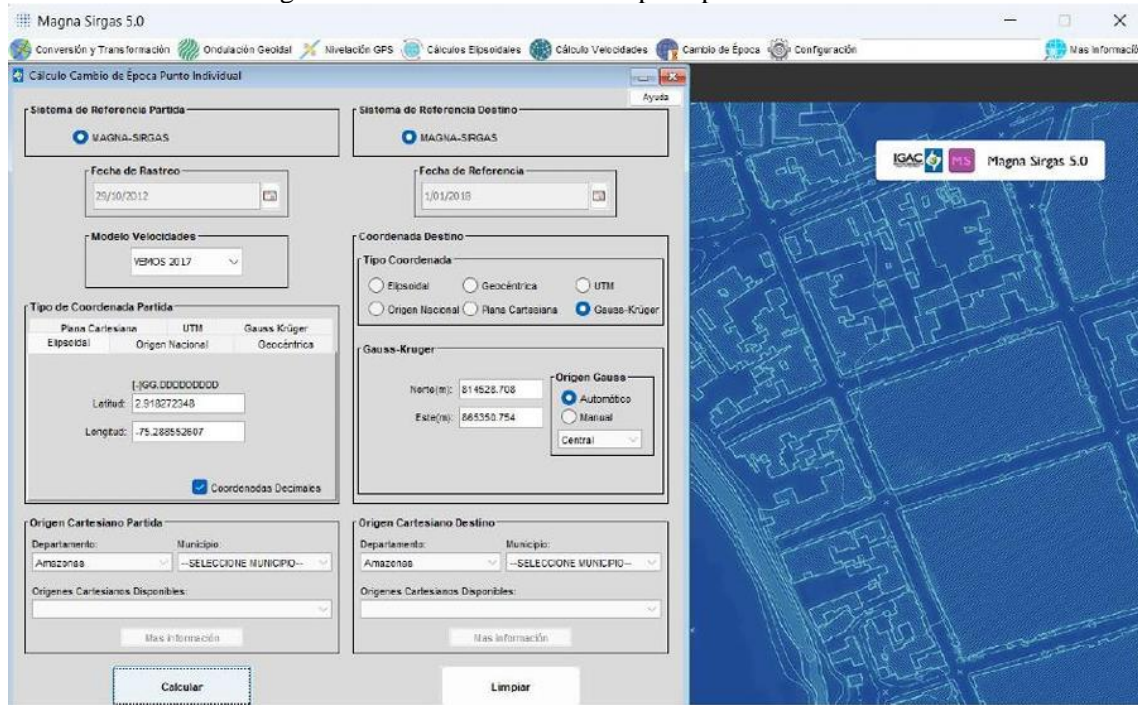 Magna Sirgas 5.0
Conversión y Transformación Ondulación Geoidal Nivelación GPS Cálculos Elipsoidales Cálculo Velocidades Cambio de Época Configuración Mas Informació
Cálculo Cambio de Época Punto Individual
Ayuda
Sistema de Referencia Partida
MAGNA-SIRGAS
Sistema de Referencia Destino
MAGNA-SIRGAS
Fecha de Rastreo
29/10/2012
Fecha de Referencia
1/01/2018
Modelo Velocidades
VEMOS 2017
Coordenada Destino
Tipo Coordenada
Elipsoidal Geocéntrica UTM
Origen Nacional Plana Cartesiana Gauss-Krüger
Tipo de Coordenada Partida
Plana Cartesiana UTM Gauss Krüger
Elipsoidal Origen Nacional Geocéntrica
[-]GG.DDDDDDDDD
Latitud: 2.918272348
Longitud: -75.288552607
Coordenadas Decimales
Gauss-Kruger
Norte(m): 814528.708
Este(m): 865350.754
Origen Gauss
Automático
Manual
Central
Origen Cartesiano Partida
Departamento: Municipio:
Amazonas --SELECCIONE MUNICIPIO--
Origenes Cartesianos Disponibles:
Mas información
Origen Cartesiano Destino
Departamento: Municipio:
Amazonas --SELECCIONE MUNICIPIO--
Origenes Cartesianos Disponibles:
Mas información
Calcular
Limpiar
IGAC MS Magna Sirgas 5.0